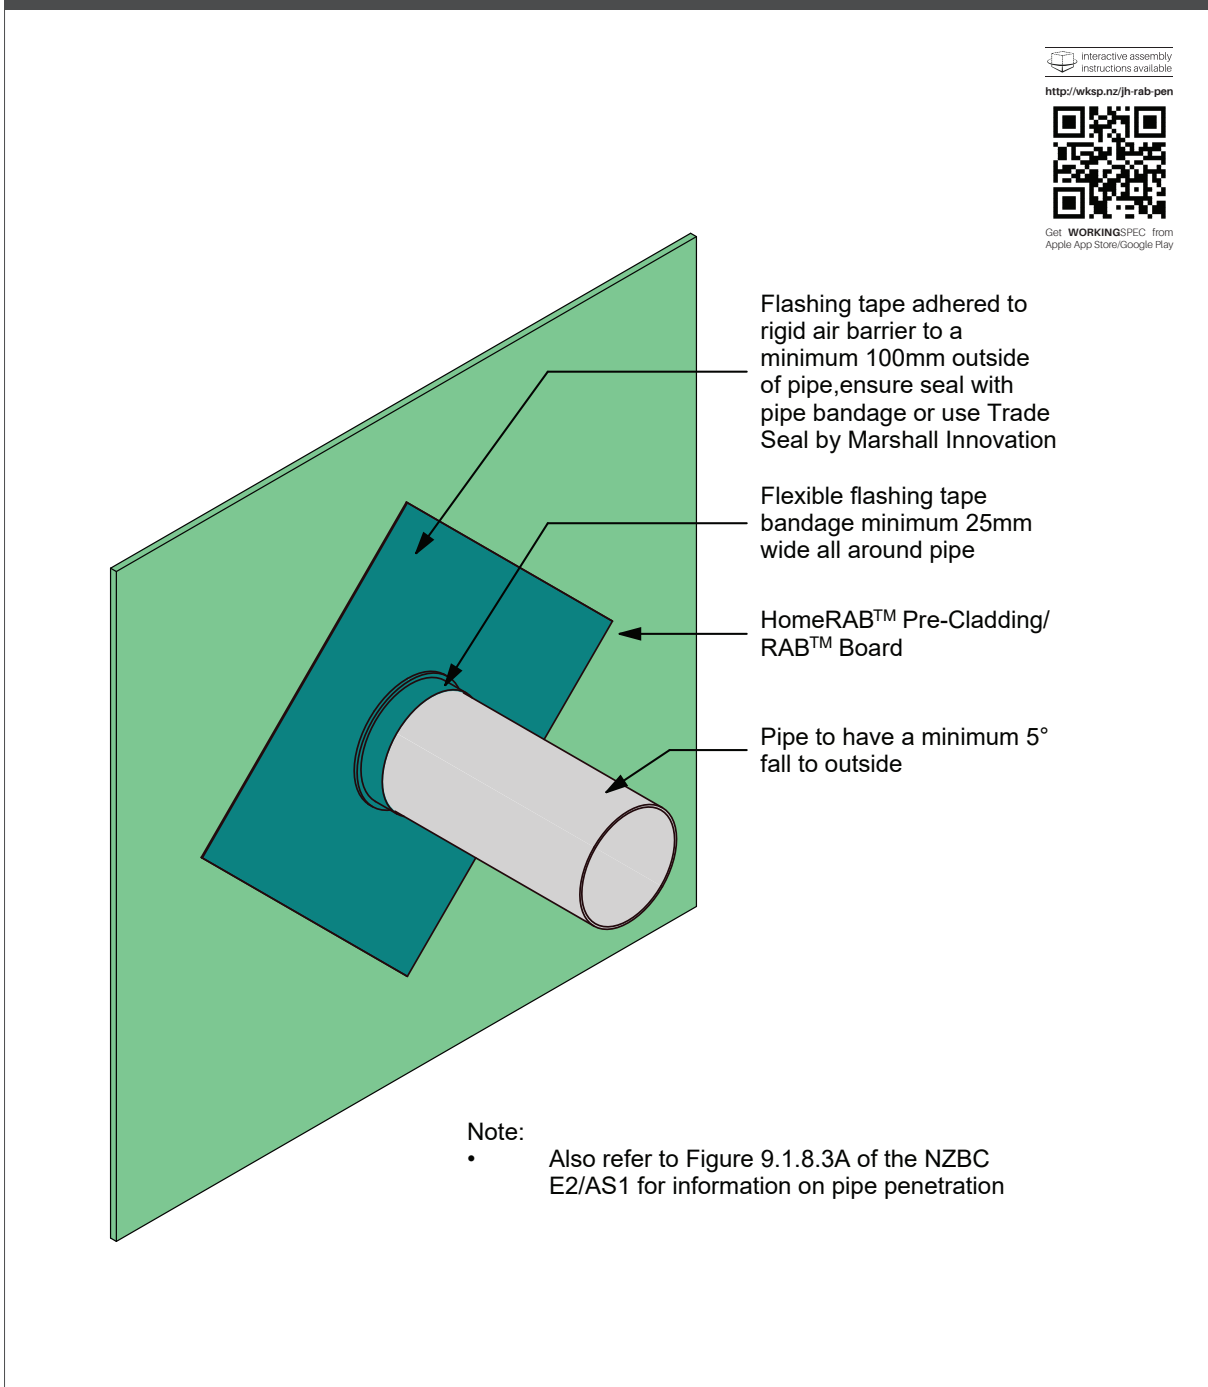 interactive assembly
instructions available
http://wksp.nz/jh-rab-pen
Get WORKINGSPEC from
Apple App Store/Google Play
Flashing tape adhered to
rigid air barrier to a
minimum 100mm outside
of pipe,ensure seal with
pipe bandage or use Trade
Seal by Marshall Innovation
Flexible flashing tape
bandage minimum 25mm
wide all around pipe
HomeRAB™ Pre-Cladding/
RAB™ Board
Pipe to have a minimum 5°
fall to outside
Note:
• Also refer to Figure 9.1.8.3A of the NZBC
E2/AS1 for information on pipe penetration